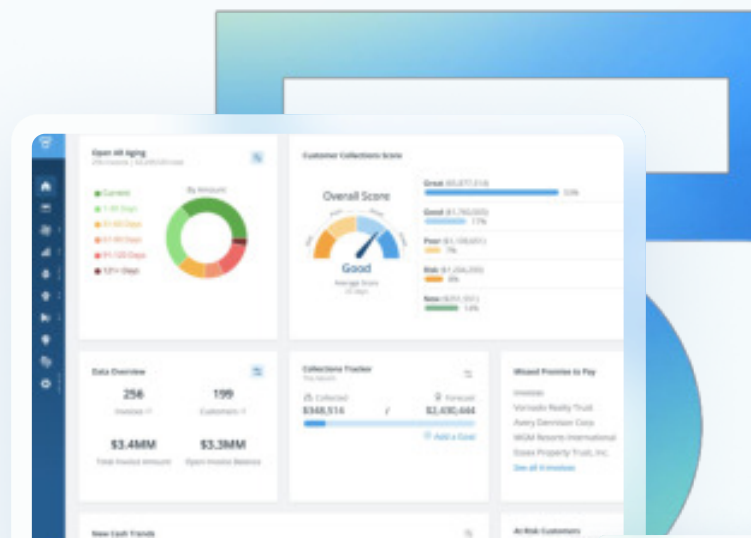 Open AR Aging
By Amount
Current
1-30 Days
31-60 Days
61-90 Days
91-120 Days
121+ Days
Customer Collections Score
Overall Score
Good
Average Score
Great
Good
Poor
Risk
New
Data Overview
256
Invoices
199
Customers
$3.4MM
Total Invoice Amount
$3.3MM
Open Invoice Balance
Collections Tracker
This Month
Collected
Forecast
$348,514 / $2,430,444
Add a Goal
Missed Promise to Pay
Invoices
Vornado Realty Trust
Avery Dennison Corp
MGM Resorts International
Essex Property Trust, Inc.
See all 9 invoices
New Cash Trends
At Risk Customers